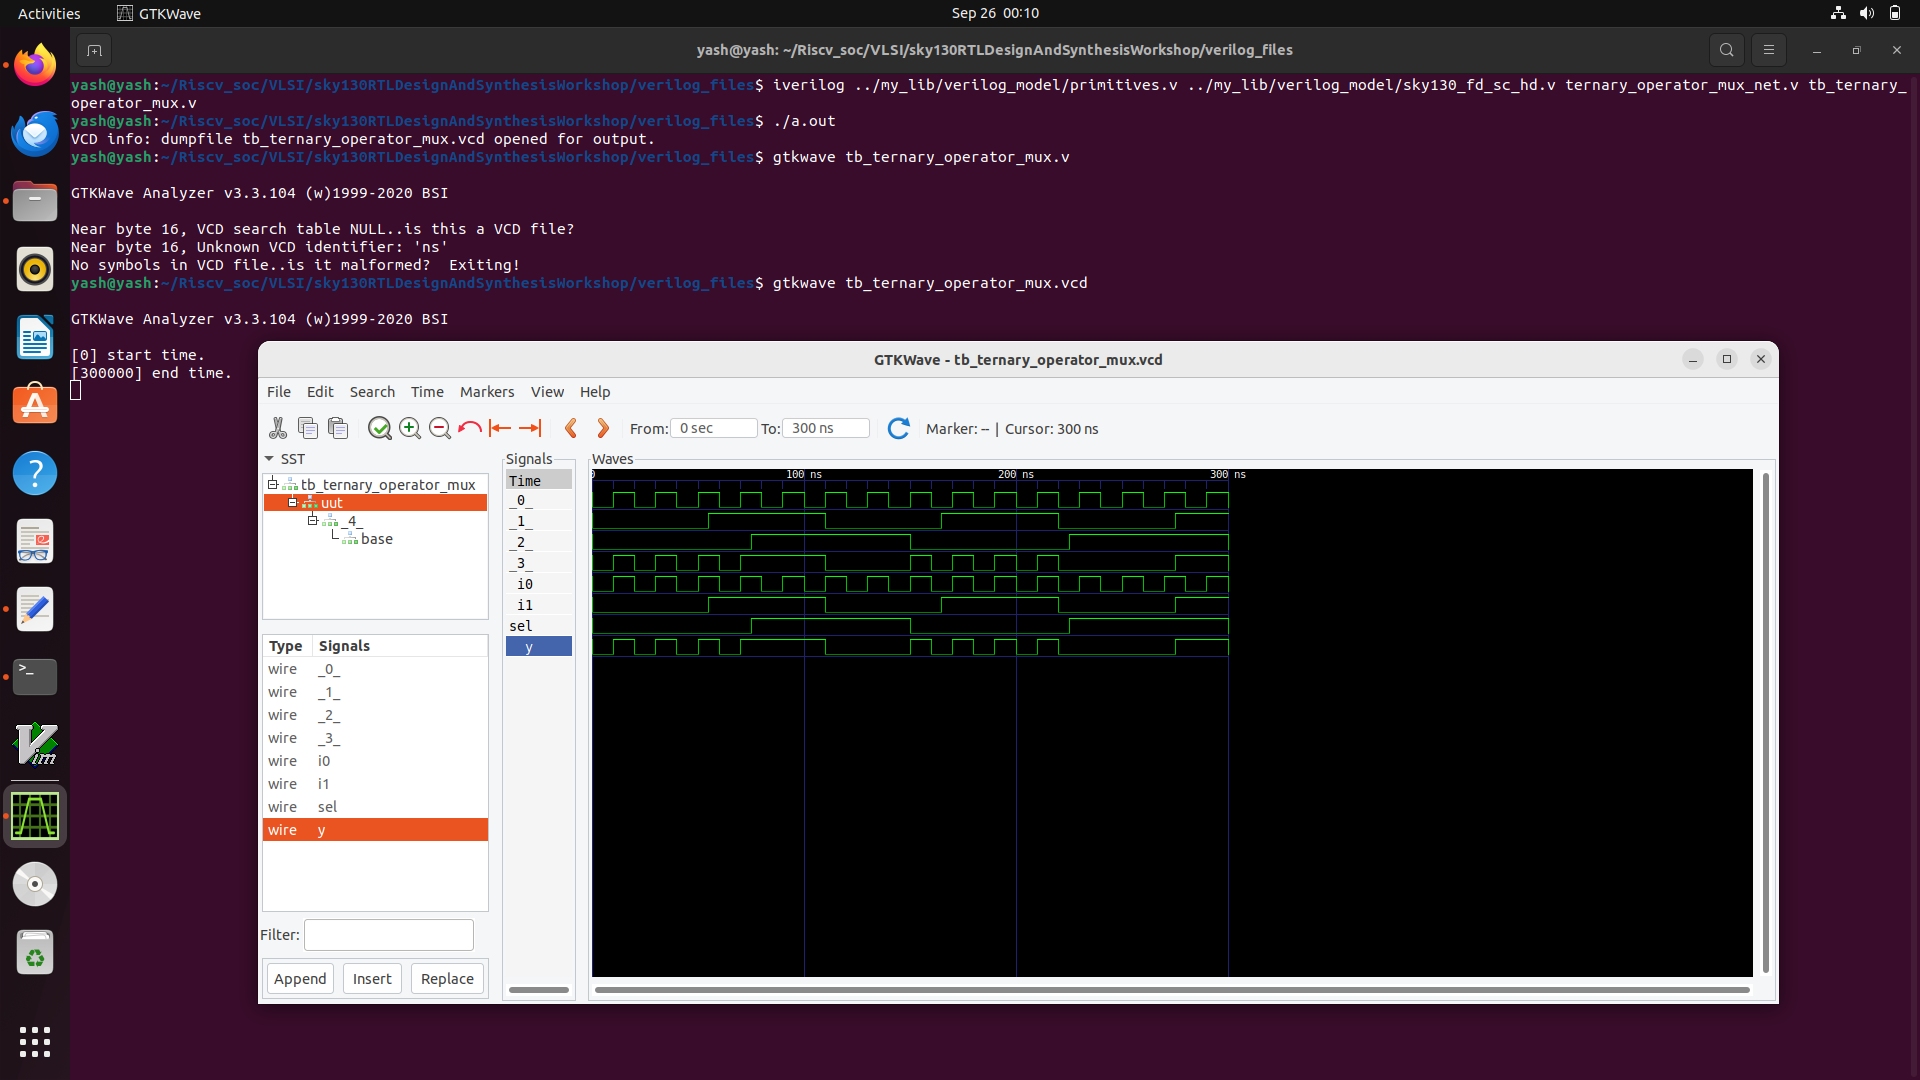 Activities
GTKWave
Sep 26 00:10
yash@yash: ~/Riscv_soc/VLSI/sky130RTLDesignAndSynthesisWorkshop/verilog_files
yash@yash:~/Riscv_soc/VLSI/sky130RTLDesignAndSynthesisWorkshop/verilog_files$ iverilog ../my_lib/verilog_model/primitives.v ../my_lib/verilog_model/sky130_fd_sc_hd.v ternary_operator_mux_net.v tb_ternary_
operator_mux.v
yash@yash:~/Riscv_soc/VLSI/sky130RTLDesignAndSynthesisWorkshop/verilog_files$ ./a.out
VCD info: dumpfile tb_ternary_operator_mux.vcd opened for output.
yash@yash:~/Riscv_soc/VLSI/sky130RTLDesignAndSynthesisWorkshop/verilog_files$ gtkwave tb_ternary_operator_mux.v
GTKWave Analyzer v3.3.104 (w)1999-2020 BSI
Near byte 16, VCD search table NULL..is this a VCD file?
Near byte 16, Unknown VCD identifier: 'ns'
No symbols in VCD file..is it malformed?  Exiting!
yash@yash:~/Riscv_soc/VLSI/sky130RTLDesignAndSynthesisWorkshop/verilog_files$ gtkwave tb_ternary_operator_mux.vcd
GTKWave Analyzer v3.3.104 (w)1999-2020 BSI
[0] start time.
[300000] end time.
GTKWave - tb_ternary_operator_mux.vcd
File Edit Search Time Markers View Help
From: 0 sec To: 300 ns Marker: -- | Cursor: 300 ns
SST
tb_ternary_operator_mux
uut
_4_
base
Type Signals
wire _0_
wire _1_
wire _2_
wire _3_
wire i0
wire i1
wire sel
wire y
Filter:
Append Insert Replace
Signals
Time
_0_
_1_
_2_
_3_
i0
i1
sel
y
Waves
0 100 ns 200 ns 300 ns